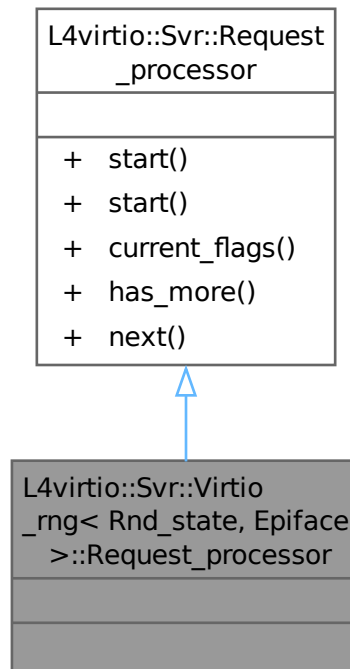 L4virtio::Svr::Request
_processor
+ start()
+ start()
+ current_flags()
+ has_more()
+ next()
L4virtio::Svr::Virtio
_rng< Rnd_state, Epiface
>::Request_processor